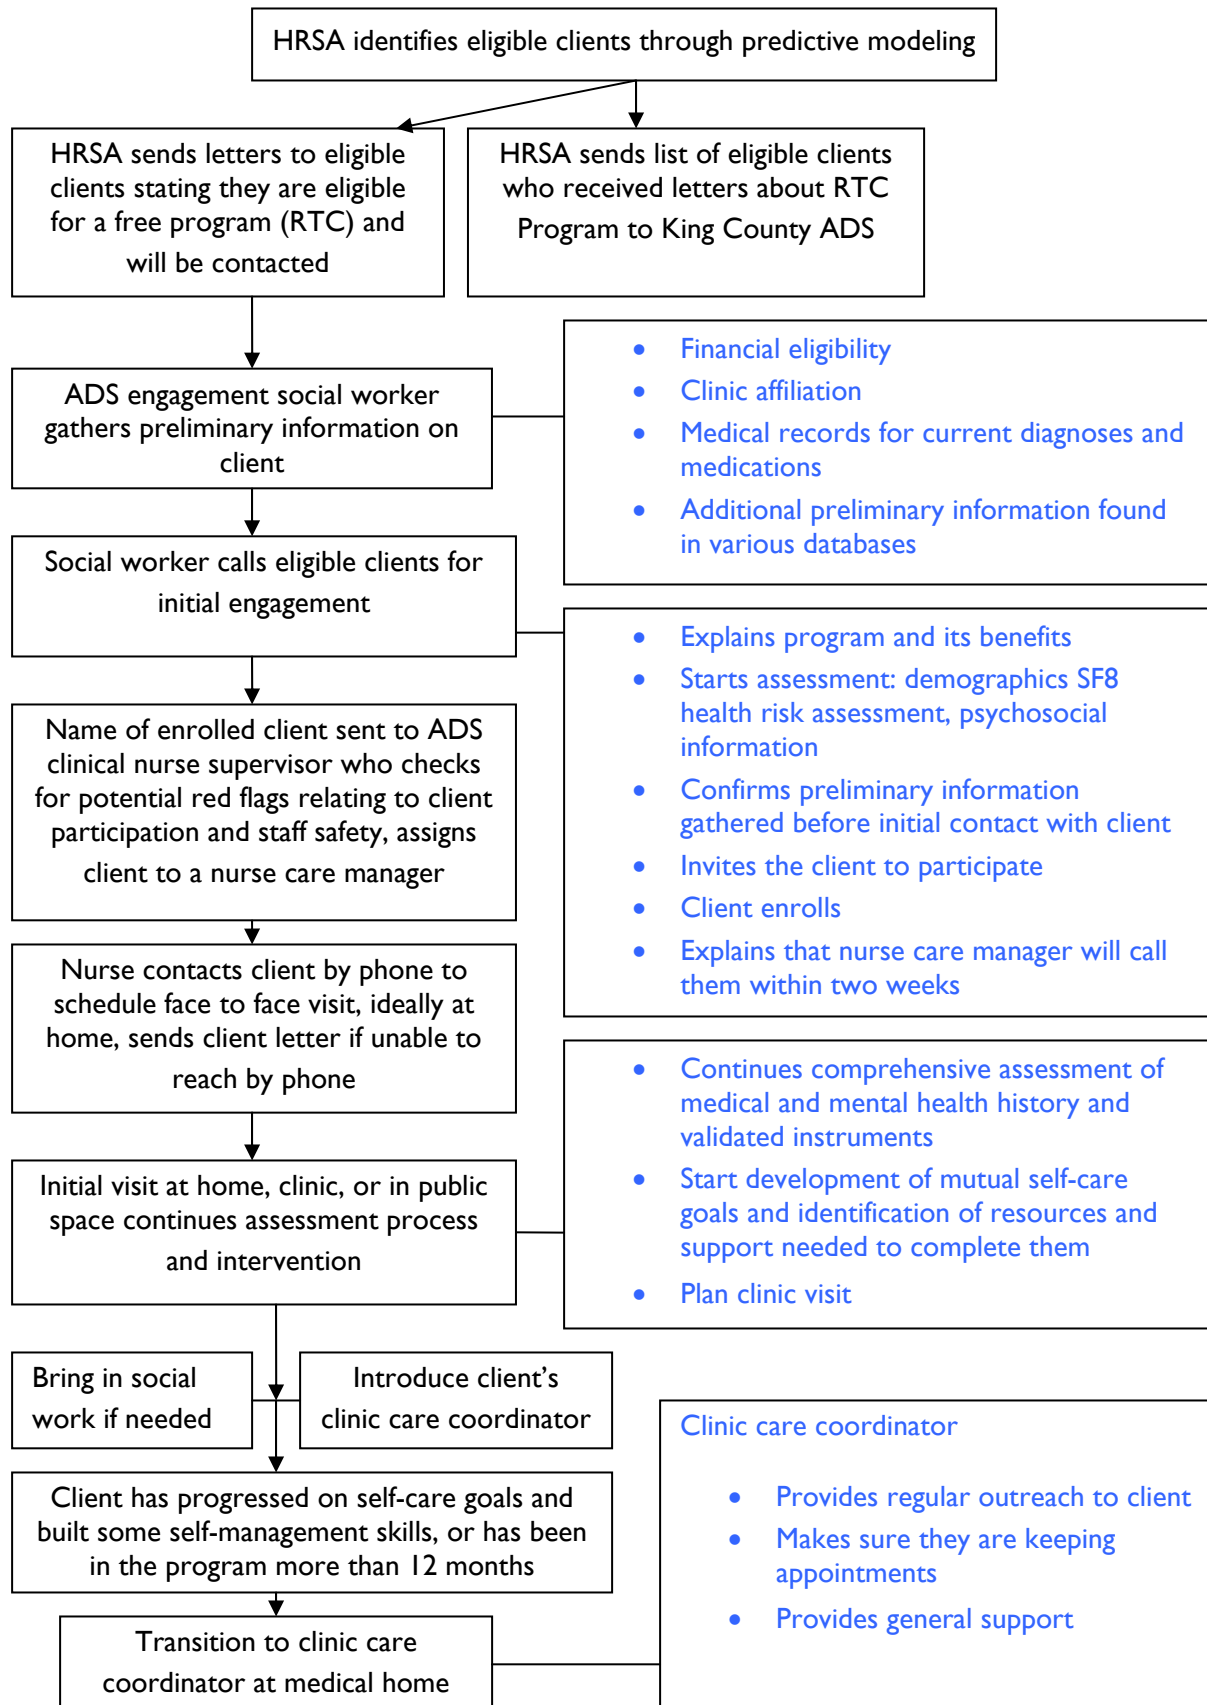 HRSA identifies eligible clients through predictive modeling
HRSA sends letters to eligible
clients stating they are eligible
for a free program (RTC) and
will be contacted
HRSA sends list of eligible clients
who received letters about RTC
Program to King County ADS
ADS engagement social worker
gathers preliminary information on
client
• Financial eligibility
• Clinic affiliation
• Medical records for current diagnoses and
medications
• Additional preliminary information found
in various databases
Social worker calls eligible clients for
initial engagement
• Explains program and its benefits
• Starts assessment: demographics SF8
health risk assessment, psychosocial
information
• Confirms preliminary information
gathered before initial contact with client
• Invites the client to participate
• Client enrolls
• Explains that nurse care manager will call
them within two weeks
Name of enrolled client sent to ADS
clinical nurse supervisor who checks
for potential red flags relating to client
participation and staff safety, assigns
client to a nurse care manager
Nurse contacts client by phone to
schedule face to face visit, ideally at
home, sends client letter if unable to
reach by phone
Initial visit at home, clinic, or in public
space continues assessment process
and intervention
• Continues comprehensive assessment of
medical and mental health history and
validated instruments
• Start development of mutual self-care
goals and identification of resources and
support needed to complete them
• Plan clinic visit
Bring in social
work if needed
Introduce client’s
clinic care coordinator
Client has progressed on self-care goals and
built some self-management skills, or has been
in the program more than 12 months
Transition to clinic care
coordinator at medical home
Clinic care coordinator
• Provides regular outreach to client
• Makes sure they are keeping
appointments
• Provides general support